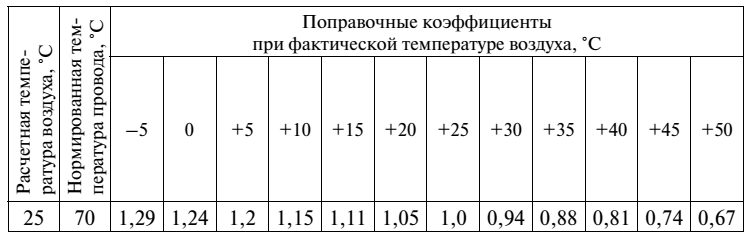 Расчетная темпе-
ратура воздуха, °С
Нормированная тем-
пература провода, °С
Поправочные коэффициенты
при фактической температуре воздуха, °С
−5 0 +5 +10 +15 +20 +25 +30 +35 +40 +45 +50
25 70 1,29 1,24 1,2 1,15 1,11 1,05 1,0 0,94 0,88 0,81 0,74 0,67